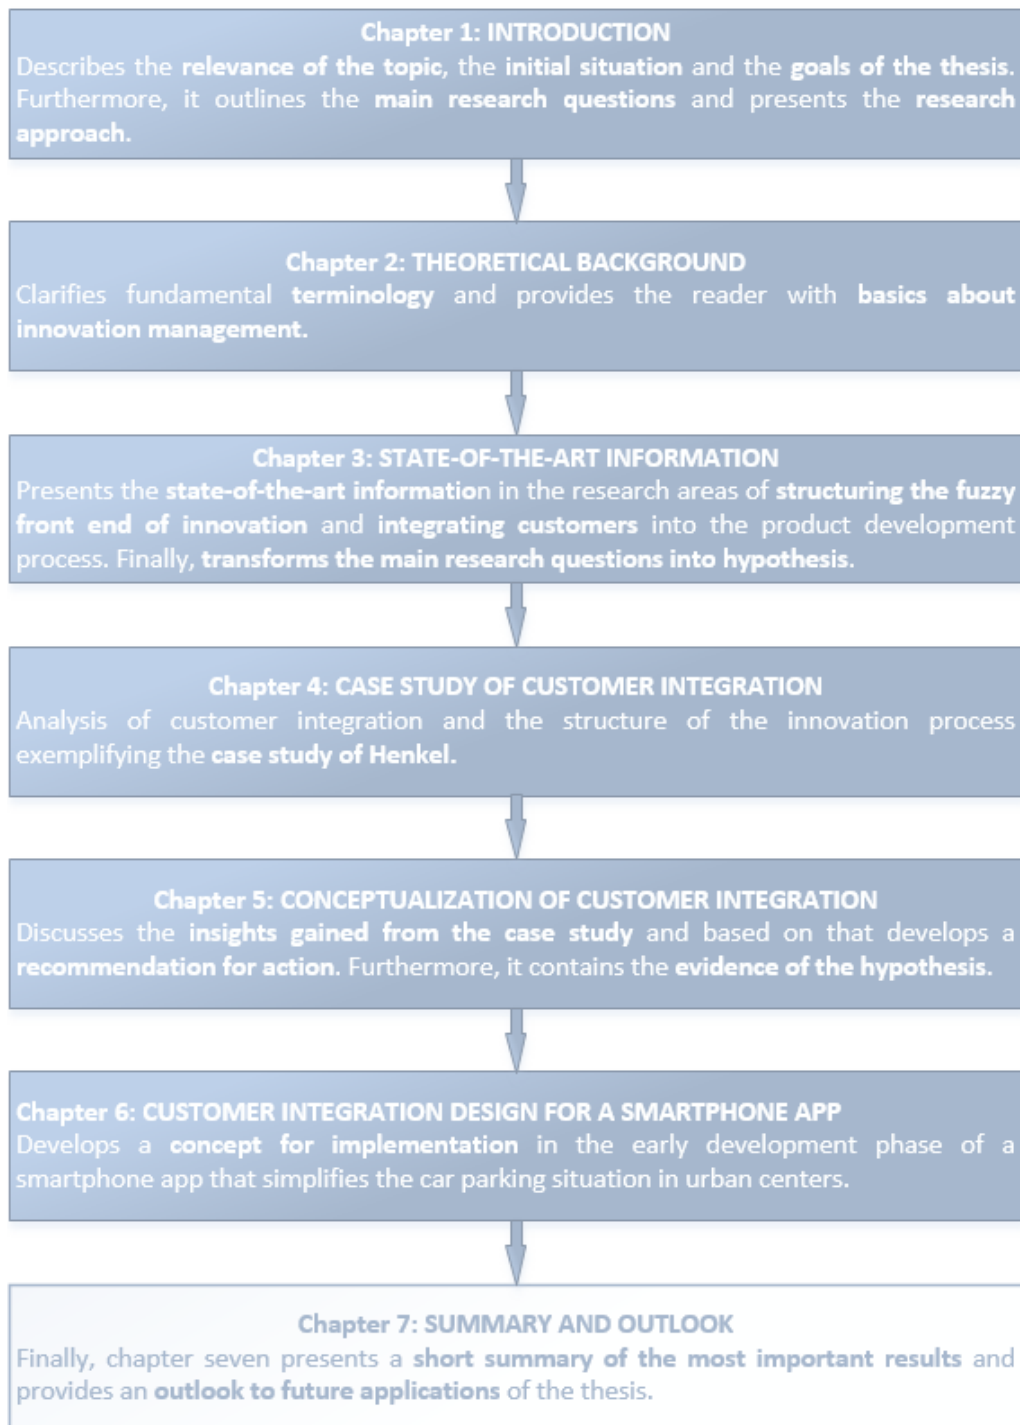 Chapter 1: INTRODUCTION
Describes the relevance of the topic, the initial situation and the goals of the thesis.
Furthermore, it outlines the main research questions and presents the research
approach.
Chapter 2: THEORETICAL BACKGROUND
Clarifies fundamental terminology and provides the reader with basics about
innovation management.
Chapter 3: STATE-OF-THE-ART INFORMATION
Presents the state-of-the-art information in the research areas of structuring the fuzzy
front end of innovation and integrating customers into the product development
process. Finally, transforms the main research questions into hypothesis.
Chapter 4: CASE STUDY OF CUSTOMER INTEGRATION
Analysis of customer integration and the structure of the innovation process
exemplifying the case study of Henkel.
Chapter 5: CONCEPTUALIZATION OF CUSTOMER INTEGRATION
Discusses the insights gained from the case study and based on that develops a
recommendation for action. Furthermore, it contains the evidence of the hypothesis.
Chapter 6: CUSTOMER INTEGRATION DESIGN FOR A SMARTPHONE APP
Develops a concept for implementation in the early development phase of a
smartphone app that simplifies the car parking situation in urban centers.
Chapter 7: SUMMARY AND OUTLOOK
Finally, chapter seven presents a short summary of the most important results and
provides an outlook to future applications of the thesis.